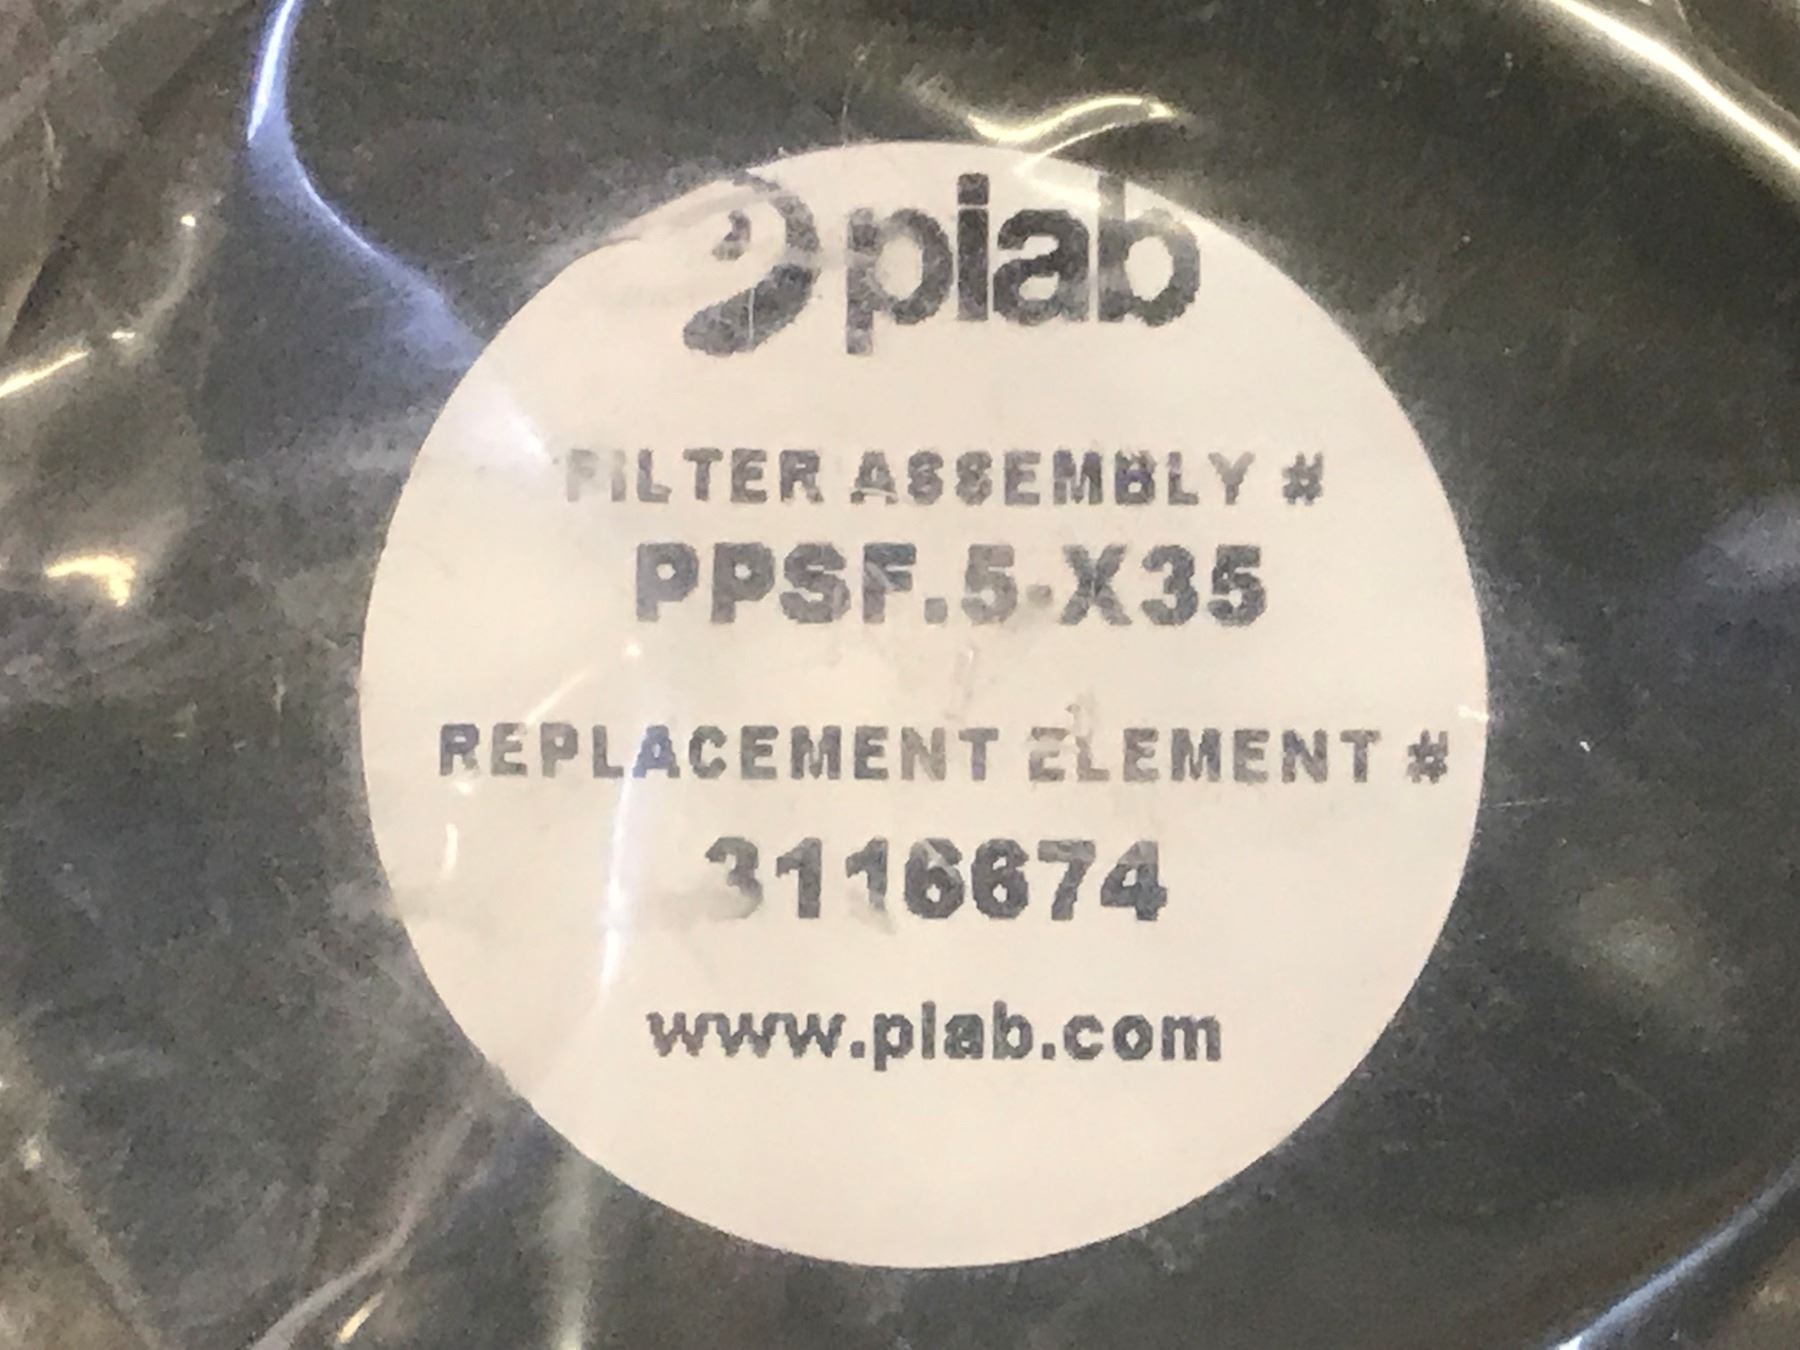 piab
FILTER ASSEMBLY #
PPSF.5-X35
REPLACEMENT ELEMENT #
3116674
www.piab.com